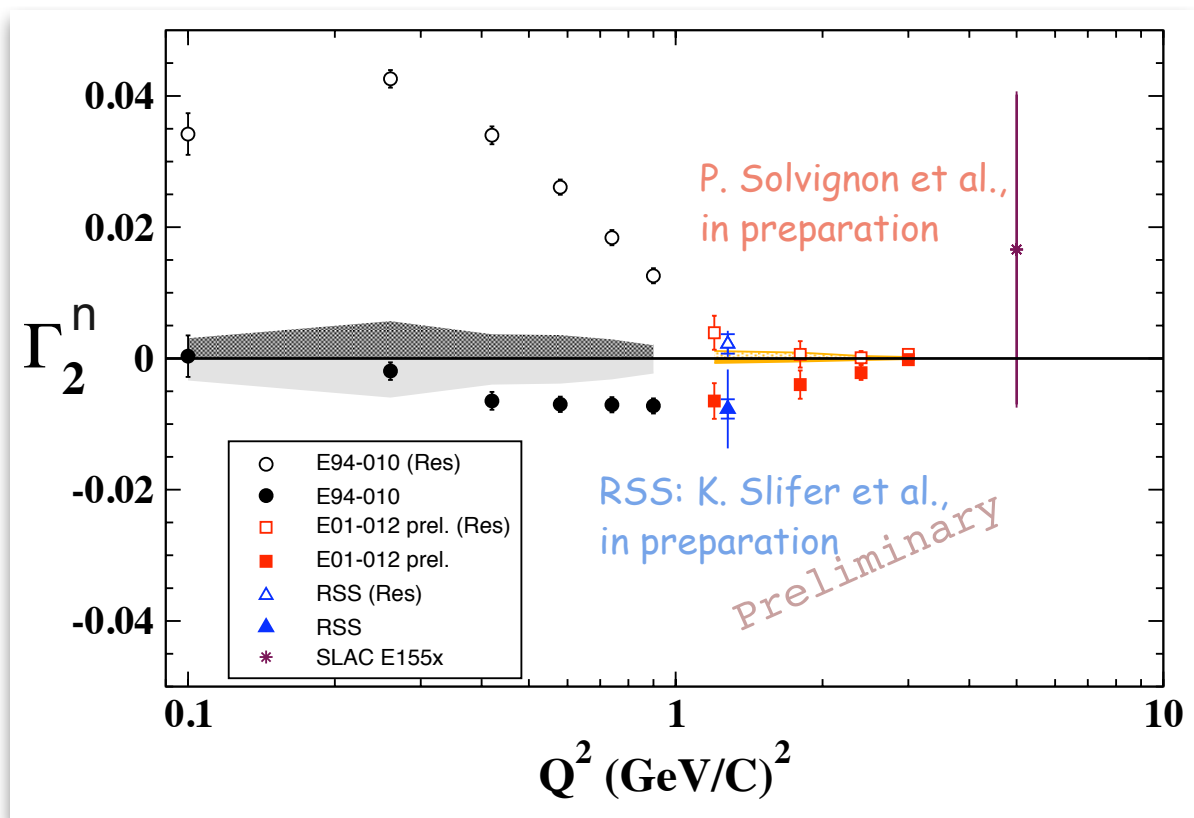 0.04
0.02
0
-0.02
-0.04
Γ₂ⁿ
P. Solvignon et al.,
in preparation
RSS: K. Slifer et al.,
in preparation
Preliminary
E94-010 (Res)
E94-010
E01-012 prel. (Res)
E01-012 prel.
RSS (Res)
RSS
SLAC E155x
0.1
1
10
Q² (GeV/C)²